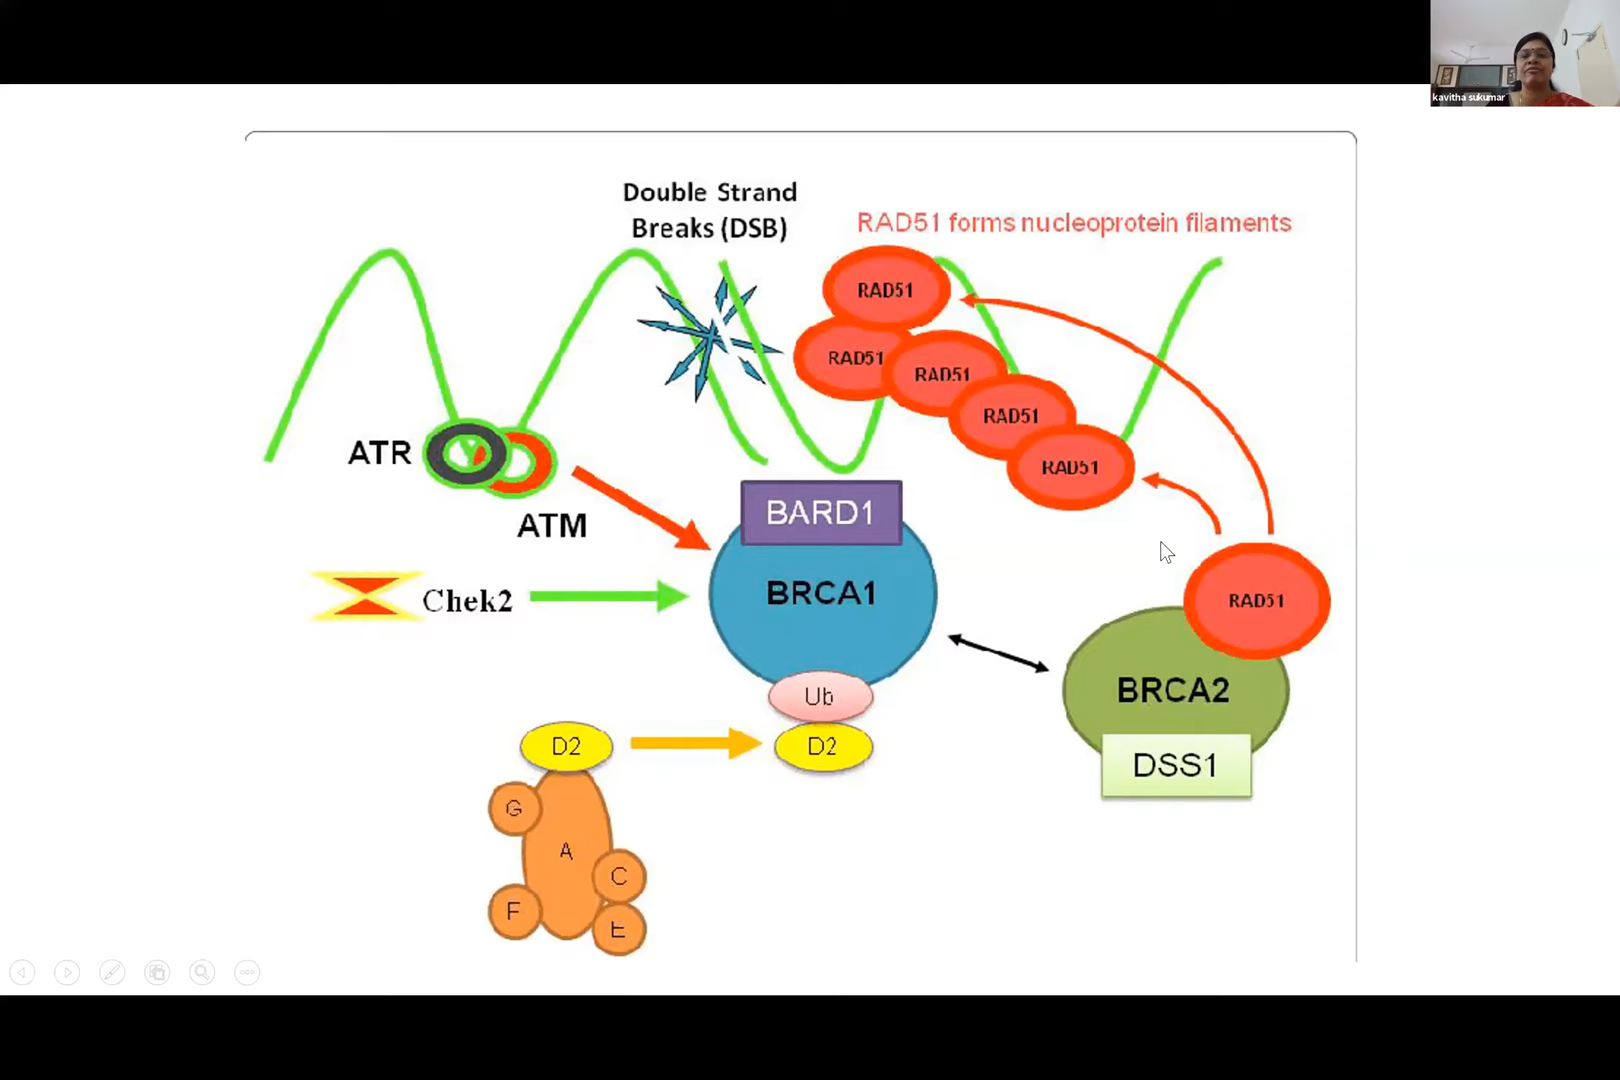 kavitha sukumar
Double Strand
Breaks (DSB)
RAD51 forms nucleoprotein filaments
RAD51
RAD51
RAD51
RAD51
RAD51
ATR
ATM
BARD1
BRCA1
Chek2
RAD51
BRCA2
Ub
D2
D2
DSS1
G
A
C
F
E